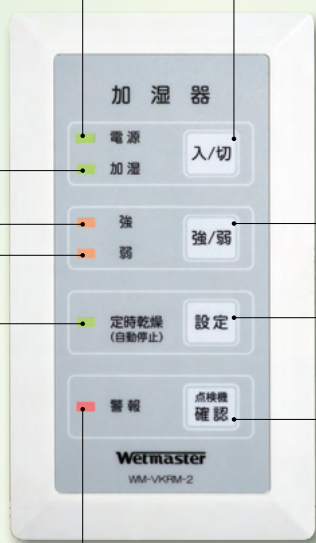 加湿器
電源
入/切
加湿
強
強/弱
弱
定時乾燥
(自動停止)
設定
警報
点検機
確認
Wetmaster
WM-VKRM-2